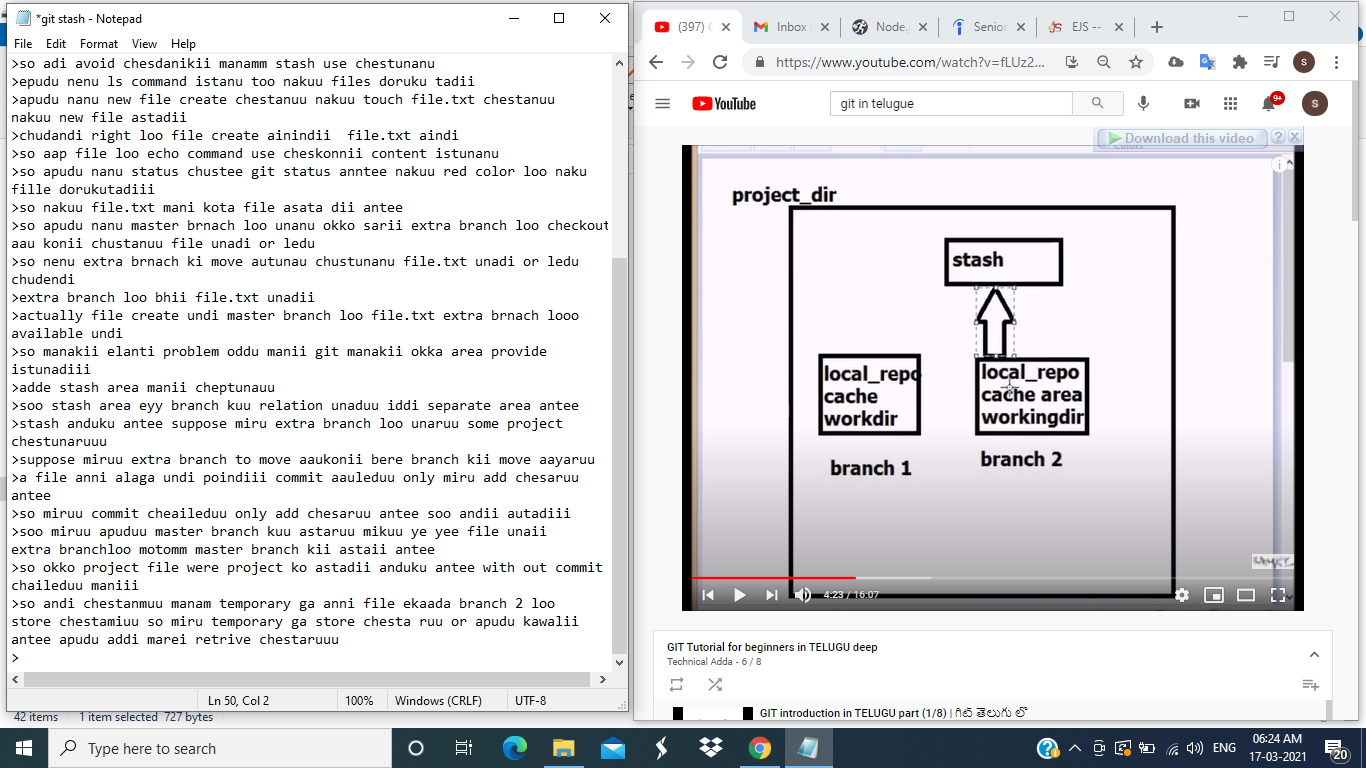 *git stash - Notepad
File Edit Format View Help
>so adi avoid chesdanikii manamm stash use chestunanu
>epudu nenu ls command istanu too nakuu files doruku tadii
>apudu nanu new file create chestanuu nakuu touch file.txt chestanuu
nakuu new file astadii
>chudandi right loo file create ainindii  file.txt aindi
>so aap file loo echo command use cheskonnii content istunanu
>so apudu nanu status chustee git status anntee nakuu red color loo naku
fille dorukutadiii
>so nakuu file.txt mani kota file asata dii antee
>so apudu nanu master brnach loo unanu okko sarii extra branch loo checkout
aau konii chustanuu file unadi or ledu
>so nenu extra brnach ki move autunau chustunanu file.txt unadi or ledu
chudendi
>extra branch loo bhii file.txt unadii
>actually file create undi master branch loo file.txt extra brnach looo
available undi
>so manakii elanti problem oddu manii git manakii okka area provide
istunadiii
>adde stash area manii cheptunauu
>soo stash area eyy branch kuu relation unaduu iddi separate area antee
>stash anduku antee suppose miru extra branch loo unaruu some project
chestunaruuu
>suppose miruu extra branch to move aaukonii bere branch kii move aayaruu
>a file anni alaga undi poindiii commit aauleduu only miru add chesaruu
antee
>so miruu commit cheaileduu only add chesaruu antee soo andii autadiii
>soo miruu apuduu master branch kuu astaruu mikuu ye yee file unaii
extra branchloo motomm master branch kii astaii antee
>so okko project file were project ko astadii anduku antee with out commit
chaileduu maniii
>so andi chestanmuu manam temporary ga anni file ekaada branch 2 loo
store chestamiuu so miru temporary ga store chesta ruu or apudu kawalii
antee apudu addi marei retrive chestaruuu
>
Ln 50, Col 2 100% Windows (CRLF) UTF-8
42 items 1 item selected 727 bytes
(397) Inbox Node. Senior EJS --
https://www.youtube.com/watch?v=fLUz2...
s
YouTube
git in telugue
9+
S
Download this video
project_dir
stash
local_repo
cache
workdir
branch 1
local_repo
cache area
workingdir
branch 2
4:23 / 16:07
GIT Tutorial for beginners in TELUGU deep
Technical Adda - 6 / 8
GIT introduction in TELUGU part (1/8) | గిట్ తెలుగు లో
Type here to search
ENG
06:24 AM
17-03-2021
20